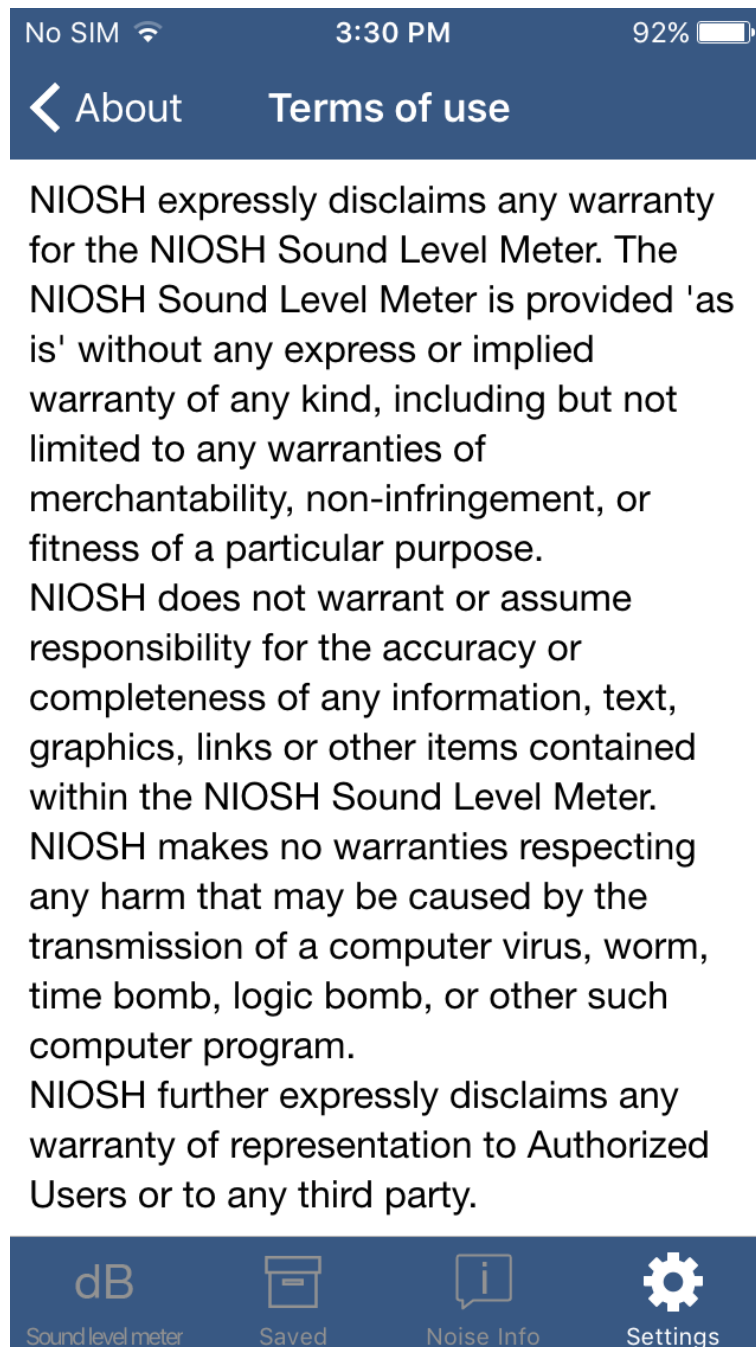 No SIM 3:30 PM 92%
About Terms of use
NIOSH expressly disclaims any warranty
for the NIOSH Sound Level Meter. The
NIOSH Sound Level Meter is provided 'as
is' without any express or implied
warranty of any kind, including but not
limited to any warranties of
merchantability, non-infringement, or
fitness of a particular purpose.
NIOSH does not warrant or assume
responsibility for the accuracy or
completeness of any information, text,
graphics, links or other items contained
within the NIOSH Sound Level Meter.
NIOSH makes no warranties respecting
any harm that may be caused by the
transmission of a computer virus, worm,
time bomb, logic bomb, or other such
computer program.
NIOSH further expressly disclaims any
warranty of representation to Authorized
Users or to any third party.
dB i
Sound level meter Saved Noise Info Settings